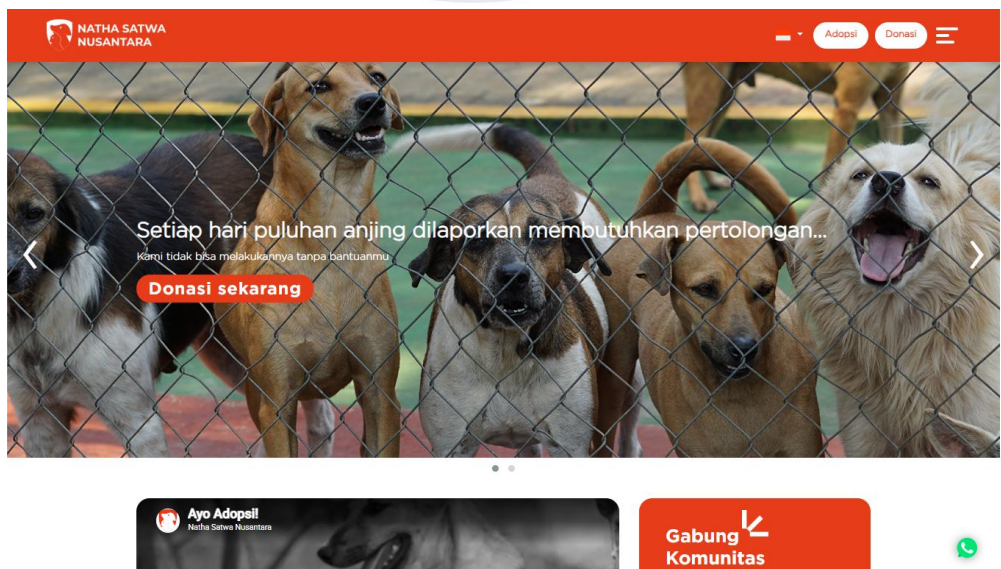 NATHA SATWA
NUSANTARA
Adopsi
Donasi
Setiap hari puluhan anjing dilaporkan membutuhkan pertolongan...
Kami tidak bisa melakukannya tanpa bantuanmu
Donasi sekarang
Ayo Adopsi!
Natha Satwa Nusantara
Gabung
Komunitas